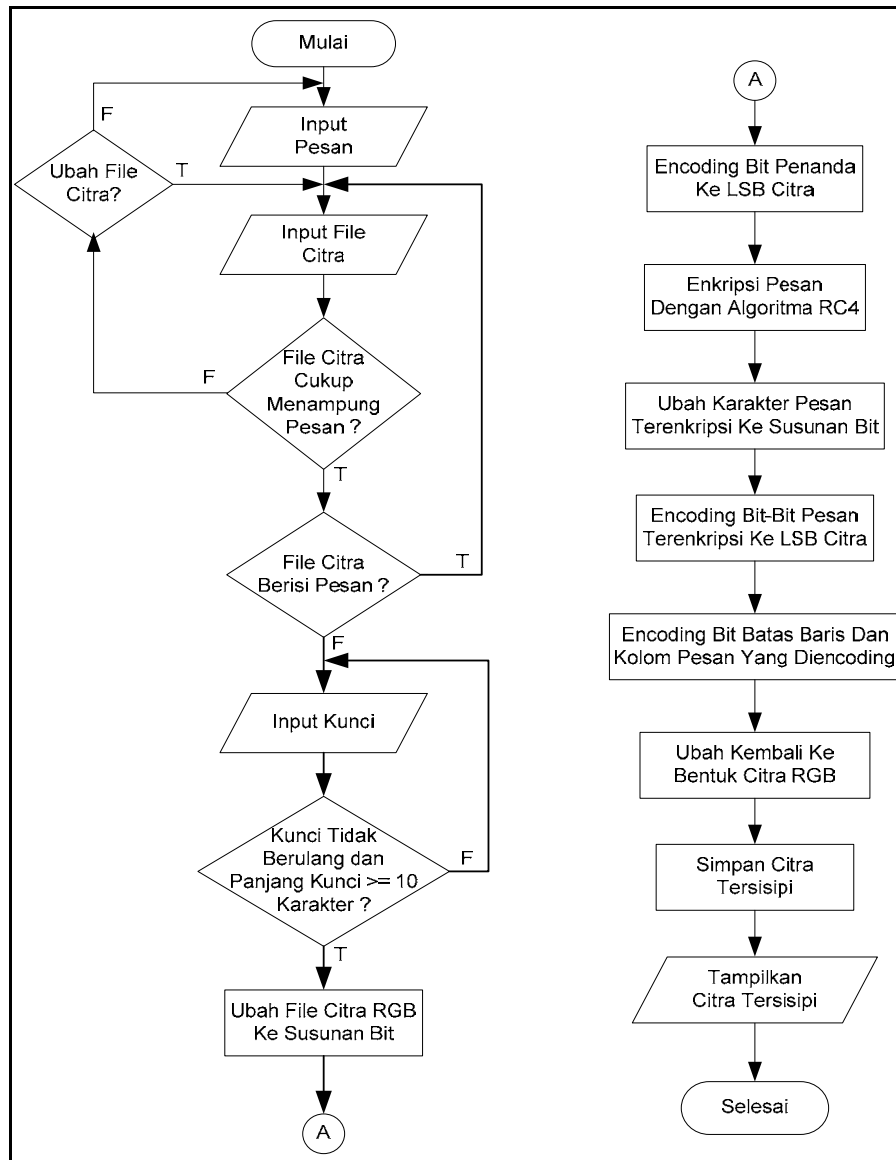 Mulai
F
Input
Pesan
Ubah File
Citra?
T
Input File
Citra
File Citra
Cukup
Menampung
Pesan ?
F
T
File Citra
Berisi Pesan ?
T
F
Input Kunci
Kunci Tidak
Berulang dan
Panjang Kunci >= 10
Karakter ?
F
T
Ubah File Citra RGB
Ke Susunan Bit
A
A
Encoding Bit Penanda
Ke LSB Citra
Enkripsi Pesan
Dengan Algoritma RC4
Ubah Karakter Pesan
Terenkripsi Ke Susunan Bit
Encoding Bit-Bit Pesan
Terenkripsi Ke LSB Citra
Encoding Bit Batas Baris Dan
Kolom Pesan Yang Diencoding
Ubah Kembali Ke
Bentuk Citra RGB
Simpan Citra
Tersisipi
Tampilkan
Citra Tersisipi
Selesai